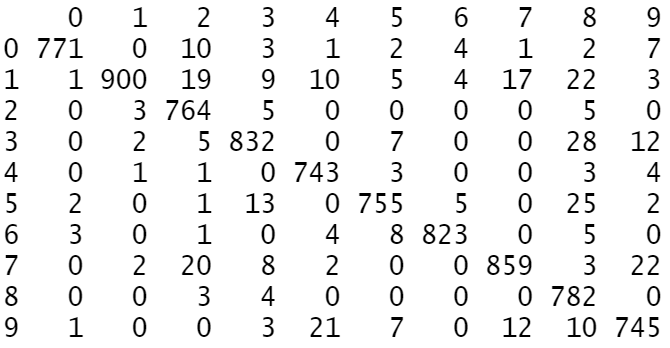 0 1 2 3 4 5 6 7 8 9
0 771 0 10 3 1 2 4 1 2 7
1 1 900 19 9 10 5 4 17 22 3
2 0 3 764 5 0 0 0 0 5 0
3 0 2 5 832 0 7 0 0 28 12
4 0 1 1 0 743 3 0 0 3 4
5 2 0 1 13 0 755 5 0 25 2
6 3 0 1 0 4 8 823 0 5 0
7 0 2 20 8 2 0 0 859 3 22
8 0 0 3 4 0 0 0 0 782 0
9 1 0 0 3 21 7 0 12 10 745